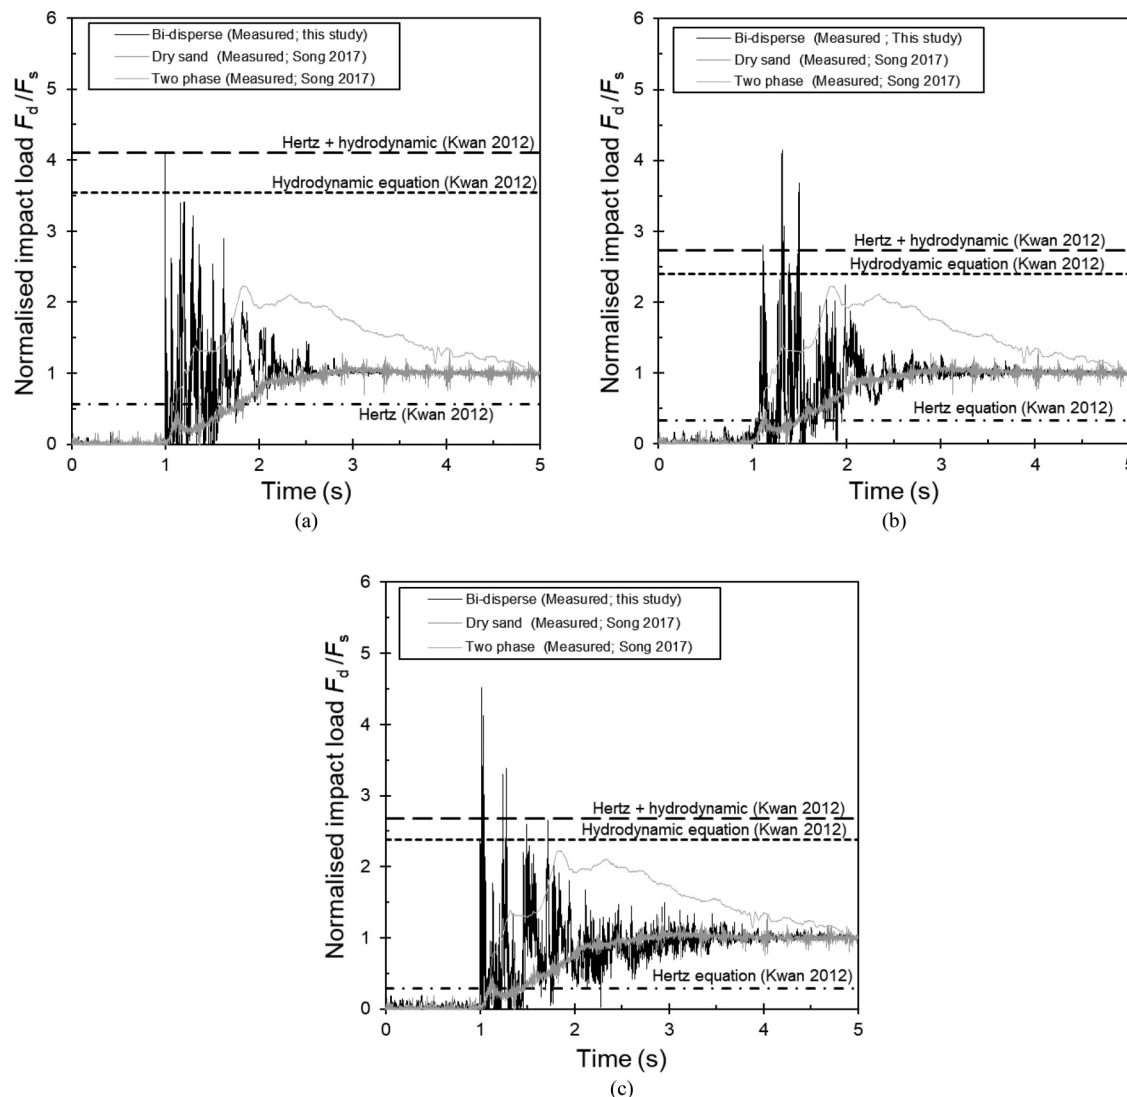 Normalised impact load Fd/Fs
6
5
4
3
2
1
0
Bi-disperse (Measured; this study)
Dry sand (Measured; Song 2017)
Two phase (Measured; Song 2017)
Hertz + hydrodynamic (Kwan 2012)
Hydrodynamic equation (Kwan 2012)
Hertz (Kwan 2012)
0 1 2 3 4 5
Time (s)
(a)
Normalised impact load Fd/Fs
6
5
4
3
2
1
0
Bi-disperse (Measured ; This study)
Dry sand (Measured; Song 2017)
Two phase (Measured; Song 2017)
Hertz + hydrodynamic (Kwan 2012)
Hydrodyamic equation (Kwan 2012)
Hertz equation (Kwan 2012)
0 1 2 3 4 5
Time (s)
(b)
Normalised impact load Fd/Fs
6
5
4
3
2
1
0
Bi-disperse (Measured; this study)
Dry sand (Measured; Song 2017)
Two phase (Measured; Song 2017)
Hertz + hydrodynamic (Kwan 2012)
Hydrodynamic equation (Kwan 2012)
Hertz equation (Kwan 2012)
0 1 2 3 4 5
Time (s)
(c)